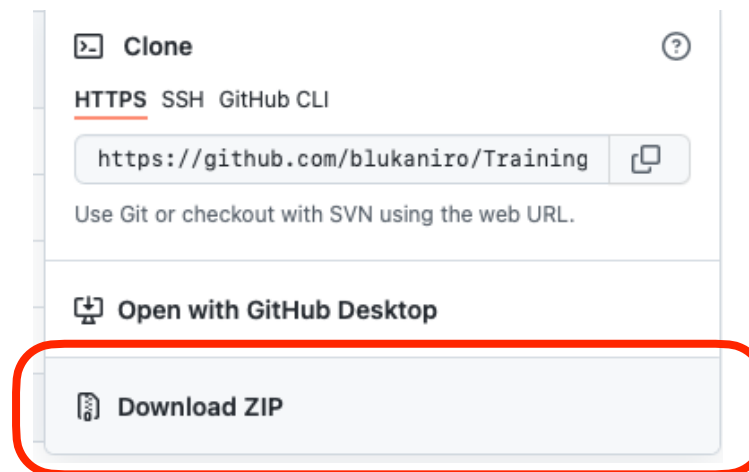 Clone
HTTPS SSH GitHub CLI
https://github.com/blukaniro/Training
Use Git or checkout with SVN using the web URL.
Open with GitHub Desktop
Download ZIP